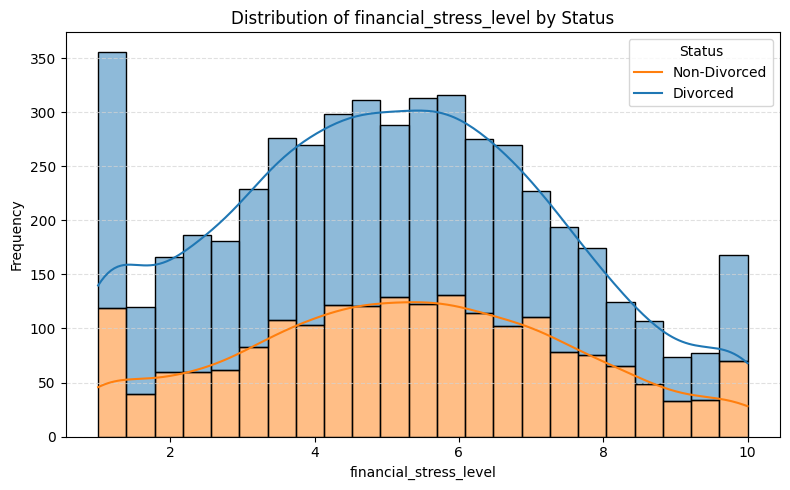 Distribution of financial_stress_level by Status
Status
Non-Divorced
Divorced
Frequency
350
300
250
200
150
100
50
0
2
4
6
8
10
financial_stress_level